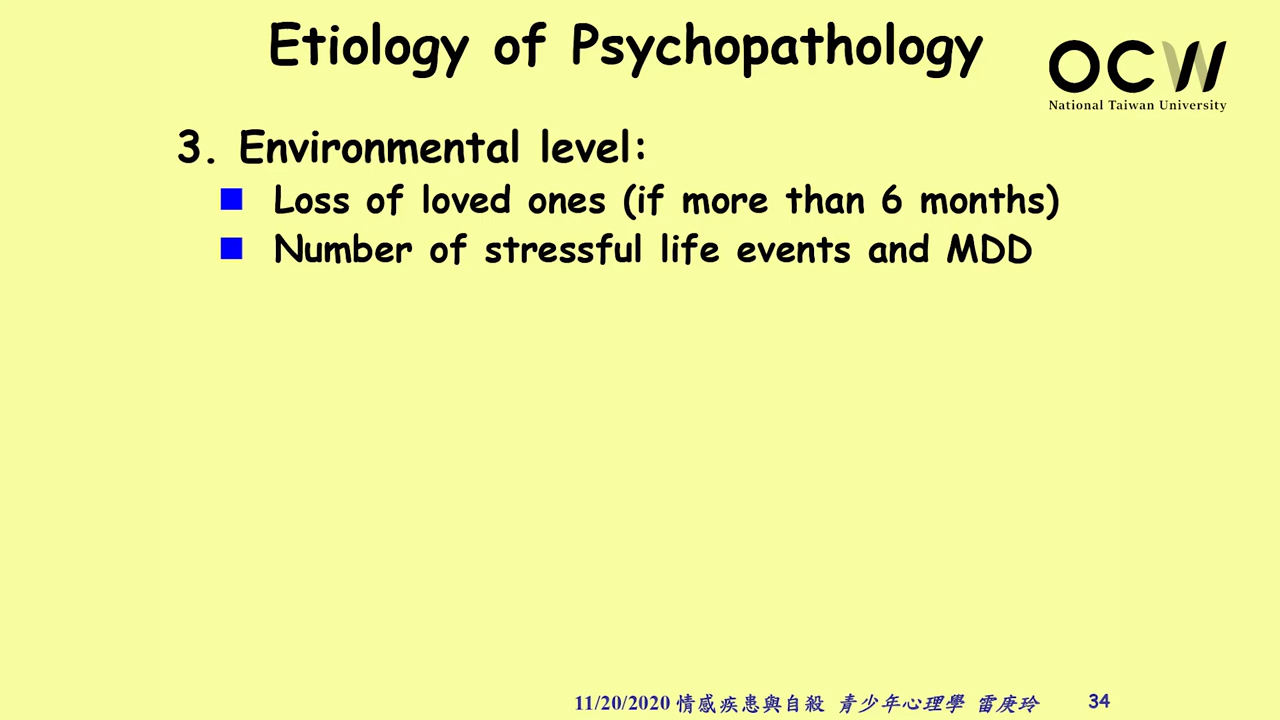 Etiology of Psychopathology
OCW
National Taiwan University
3. Environmental level:
Loss of loved ones (if more than 6 months)
Number of stressful life events and MDD
11/20/2020 情感疾患與自殺 青少年心理學 雷庚玲 34